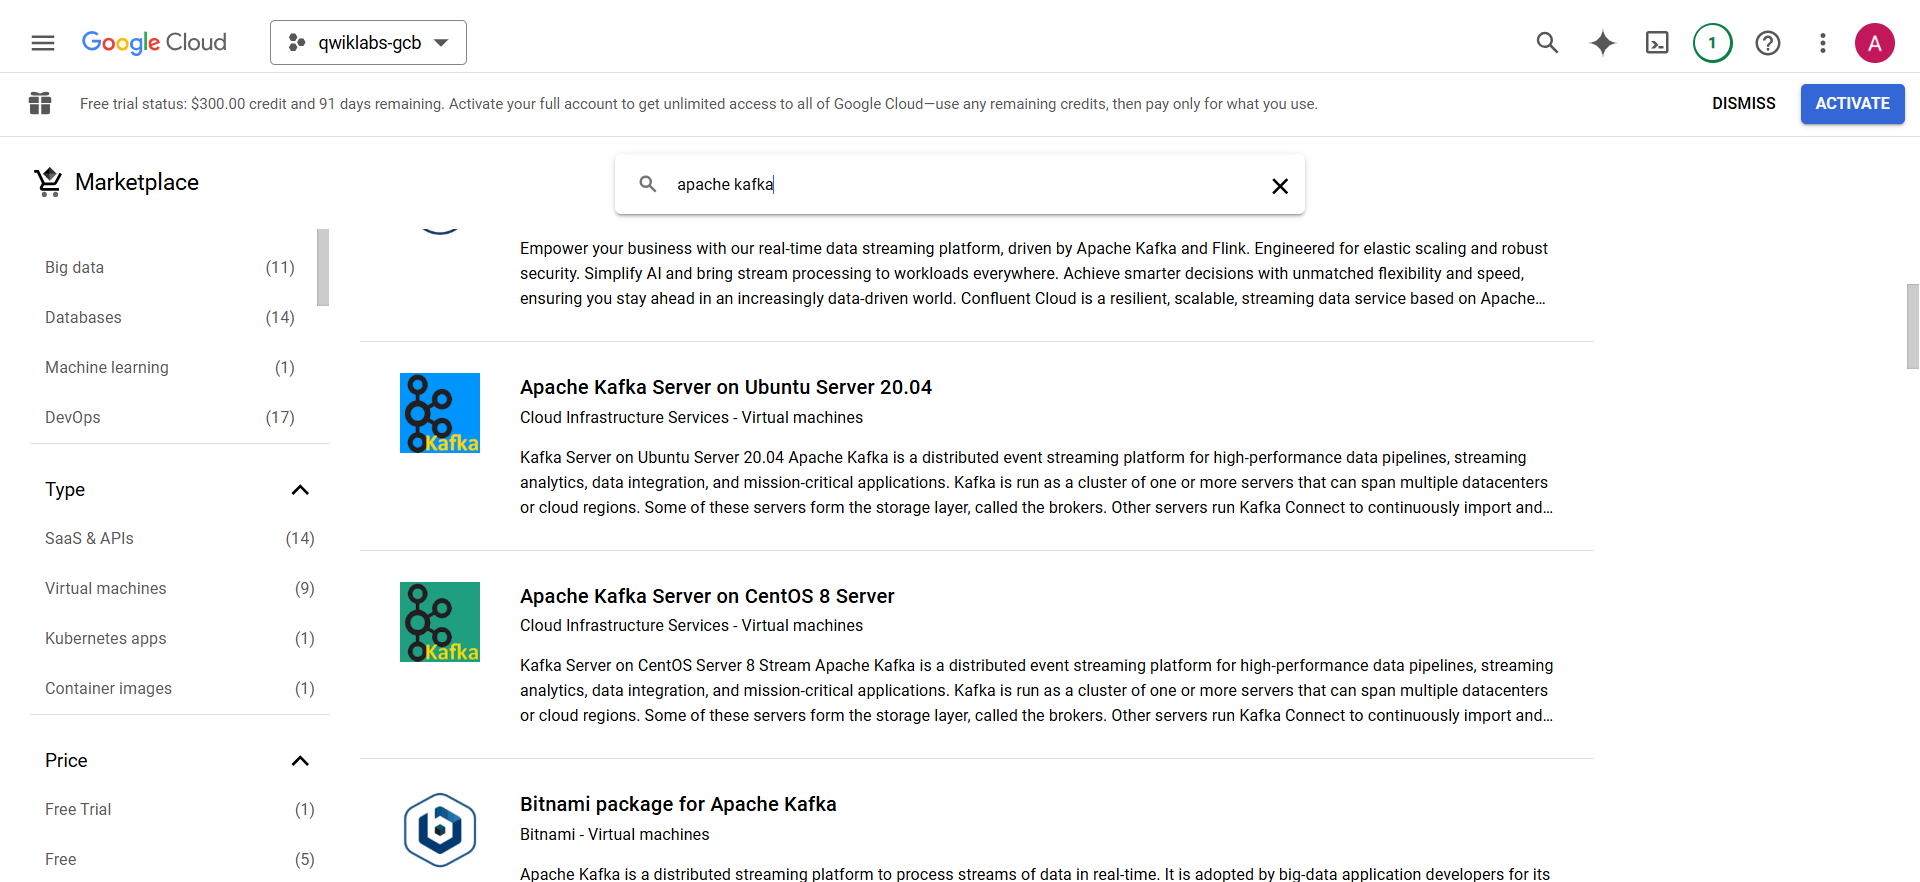 Google Cloud
qwiklabs-gcb
1
A
Free trial status: $300.00 credit and 91 days remaining. Activate your full account to get unlimited access to all of Google Cloud—use any remaining credits, then pay only for what you use.
DISMISS
ACTIVATE
Marketplace
apache kafka
Big data (11)
Databases (14)
Machine learning (1)
DevOps (17)
Type
SaaS & APIs (14)
Virtual machines (9)
Kubernetes apps (1)
Container images (1)
Price
Free Trial (1)
Free (5)
Empower your business with our real-time data streaming platform, driven by Apache Kafka and Flink. Engineered for elastic scaling and robust
security. Simplify AI and bring stream processing to workloads everywhere. Achieve smarter decisions with unmatched flexibility and speed,
ensuring you stay ahead in an increasingly data-driven world. Confluent Cloud is a resilient, scalable, streaming data service based on Apache…
Kafka
Apache Kafka Server on Ubuntu Server 20.04
Cloud Infrastructure Services - Virtual machines
Kafka Server on Ubuntu Server 20.04 Apache Kafka is a distributed event streaming platform for high-performance data pipelines, streaming
analytics, data integration, and mission-critical applications. Kafka is run as a cluster of one or more servers that can span multiple datacenters
or cloud regions. Some of these servers form the storage layer, called the brokers. Other servers run Kafka Connect to continuously import and…
Kafka
Apache Kafka Server on CentOS 8 Server
Cloud Infrastructure Services - Virtual machines
Kafka Server on CentOS Server 8 Stream Apache Kafka is a distributed event streaming platform for high-performance data pipelines, streaming
analytics, data integration, and mission-critical applications. Kafka is run as a cluster of one or more servers that can span multiple datacenters
or cloud regions. Some of these servers form the storage layer, called the brokers. Other servers run Kafka Connect to continuously import and…
b
Bitnami package for Apache Kafka
Bitnami - Virtual machines
Apache Kafka is a distributed streaming platform to process streams of data in real-time. It is adopted by big-data application developers for its